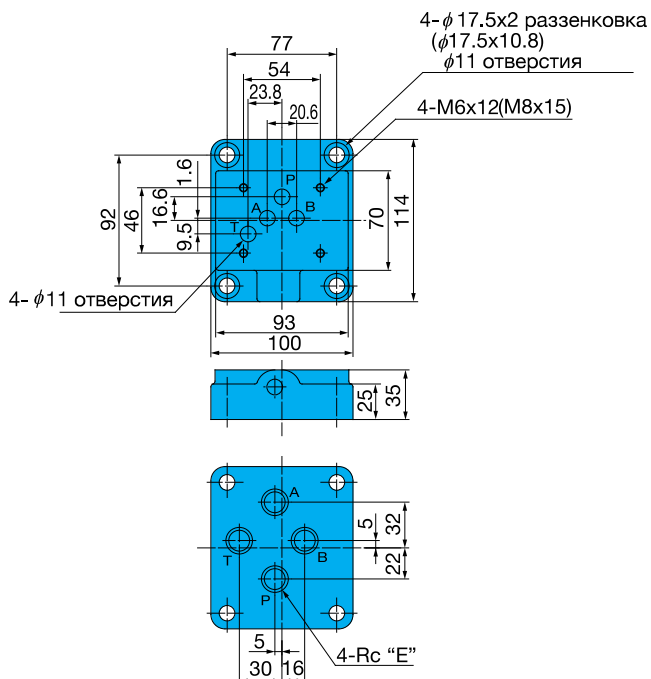 4-ϕ17.5x2 раззенковка
(ϕ17.5x10.8)
ϕ11 отверстия
77
54
23.8
20.6
4-M6x12(M8x15)
P
A
B
T
92
46
16.6
1.6
9.5
70
114
4-ϕ11 отверстия
93
100
25
35
A
T
B
P
5
32
22
5
30
16
4-Rc “E”